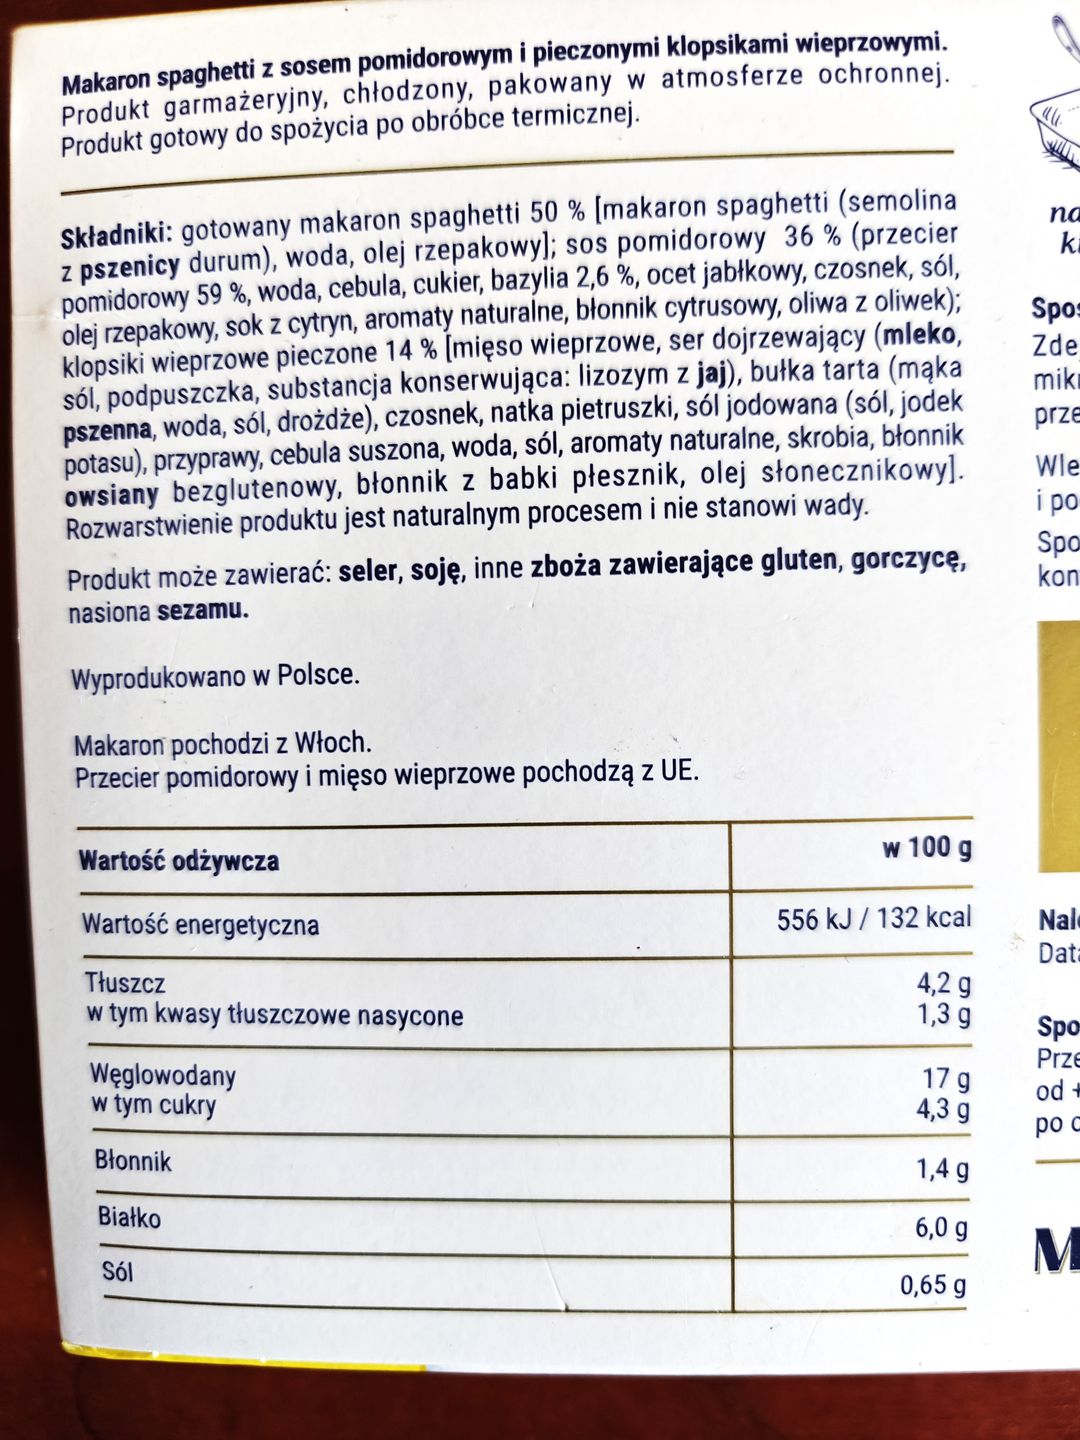 Makaron spaghetti z sosem pomidorowym i pieczonymi klopsikami wieprzowymi.
Produkt garmażeryjny, chłodzony, pakowany w atmosferze ochronnej.
Produkt gotowy do spożycia po obróbce termicznej.
Składniki: gotowany makaron spaghetti 50 % [makaron spaghetti (semolina
z pszenicy durum), woda, olej rzepakowy]; sos pomidorowy 36 % (przecier
pomidorowy 59 %, woda, cebula, cukier, bazylia 2,6 %, ocet jabłkowy, czosnek, sól,
olej rzepakowy, sok z cytryn, aromaty naturalne, błonnik cytrusowy, oliwa z oliwek);
klopsiki wieprzowe pieczone 14 % [mięso wieprzowe, ser dojrzewający (mleko,
sól, podpuszczka, substancja konserwująca: lizozym z jaj), bułka tarta (mąka
pszenna, woda, sól, drożdże), czosnek, natka pietruszki, sól jodowana (sól, jodek
potasu), przyprawy, cebula suszona, woda, sól, aromaty naturalne, skrobia, błonnik
owsiany bezglutenowy, błonnik z babki płesznik, olej słonecznikowy].
Rozwarstwienie produktu jest naturalnym procesem i nie stanowi wady.
Produkt może zawierać: seler, soję, inne zboża zawierające gluten, gorczycę,
nasiona sezamu.
Wyprodukowano w Polsce.
Makaron pochodzi z Włoch.
Przecier pomidorowy i mięso wieprzowe pochodzą z UE.
Wartość odżywcza w 100 g
Wartość energetyczna 556 kJ / 132 kcal
Tłuszcz 4,2 g
w tym kwasy tłuszczowe nasycone 1,3 g
Węglowodany 17 g
w tym cukry 4,3 g
Błonnik 1,4 g
Białko 6,0 g
Sól 0,65 g